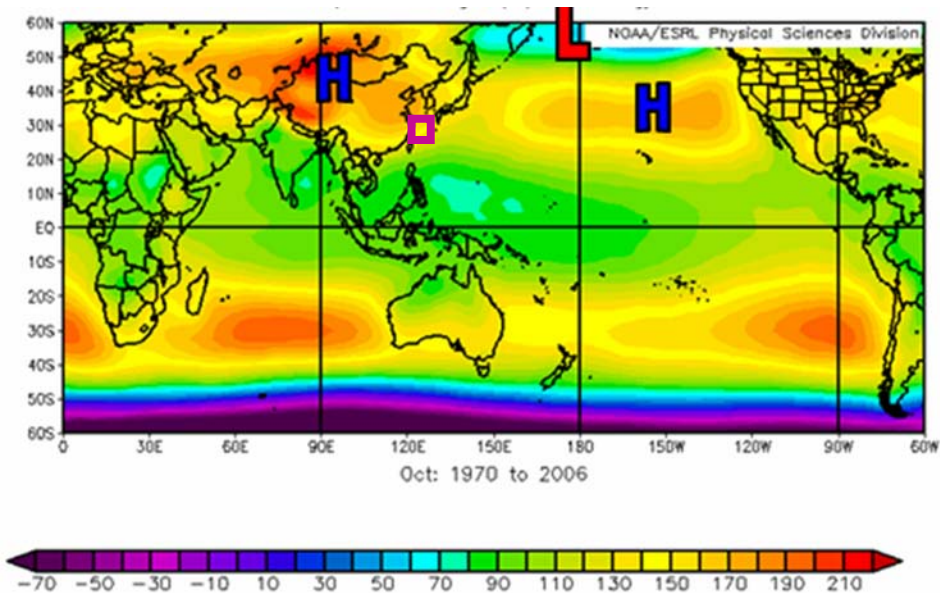 L
NOAA/ESRL Physical Sciences Division
60N
50N
H
40N
H
30N
20N
10N
EQ
10S
20S
30S
40S
50S
60S
0 30E 60E 90E 120E 150E 180 150W 120W 90W 60W
Oct: 1970 to 2006
-70 -50 -30 -10 10 30 50 70 90 110 130 150 170 190 210